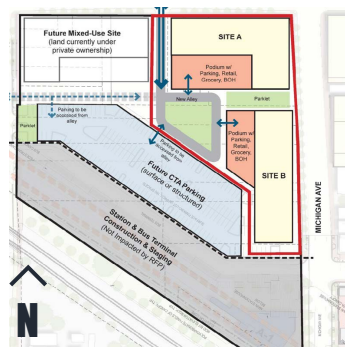 Future Mixed-Use Site
(land currently under
private ownership)
SITE A
Podium w/
Parking, Retail,
Grocery, BOH
New Alley
Parklet
Parking to be
accessed from
alley
Parklet
Parking to be
accessed from
alley
Podium w/
Parking,
Retail,
Grocery,
BOH
Future CTA Parking
(surface or structured)
SITE B
MICHIGAN AVE
Station & Bus Terminal
Construction & Staging
(Not Impacted by RFP)
N